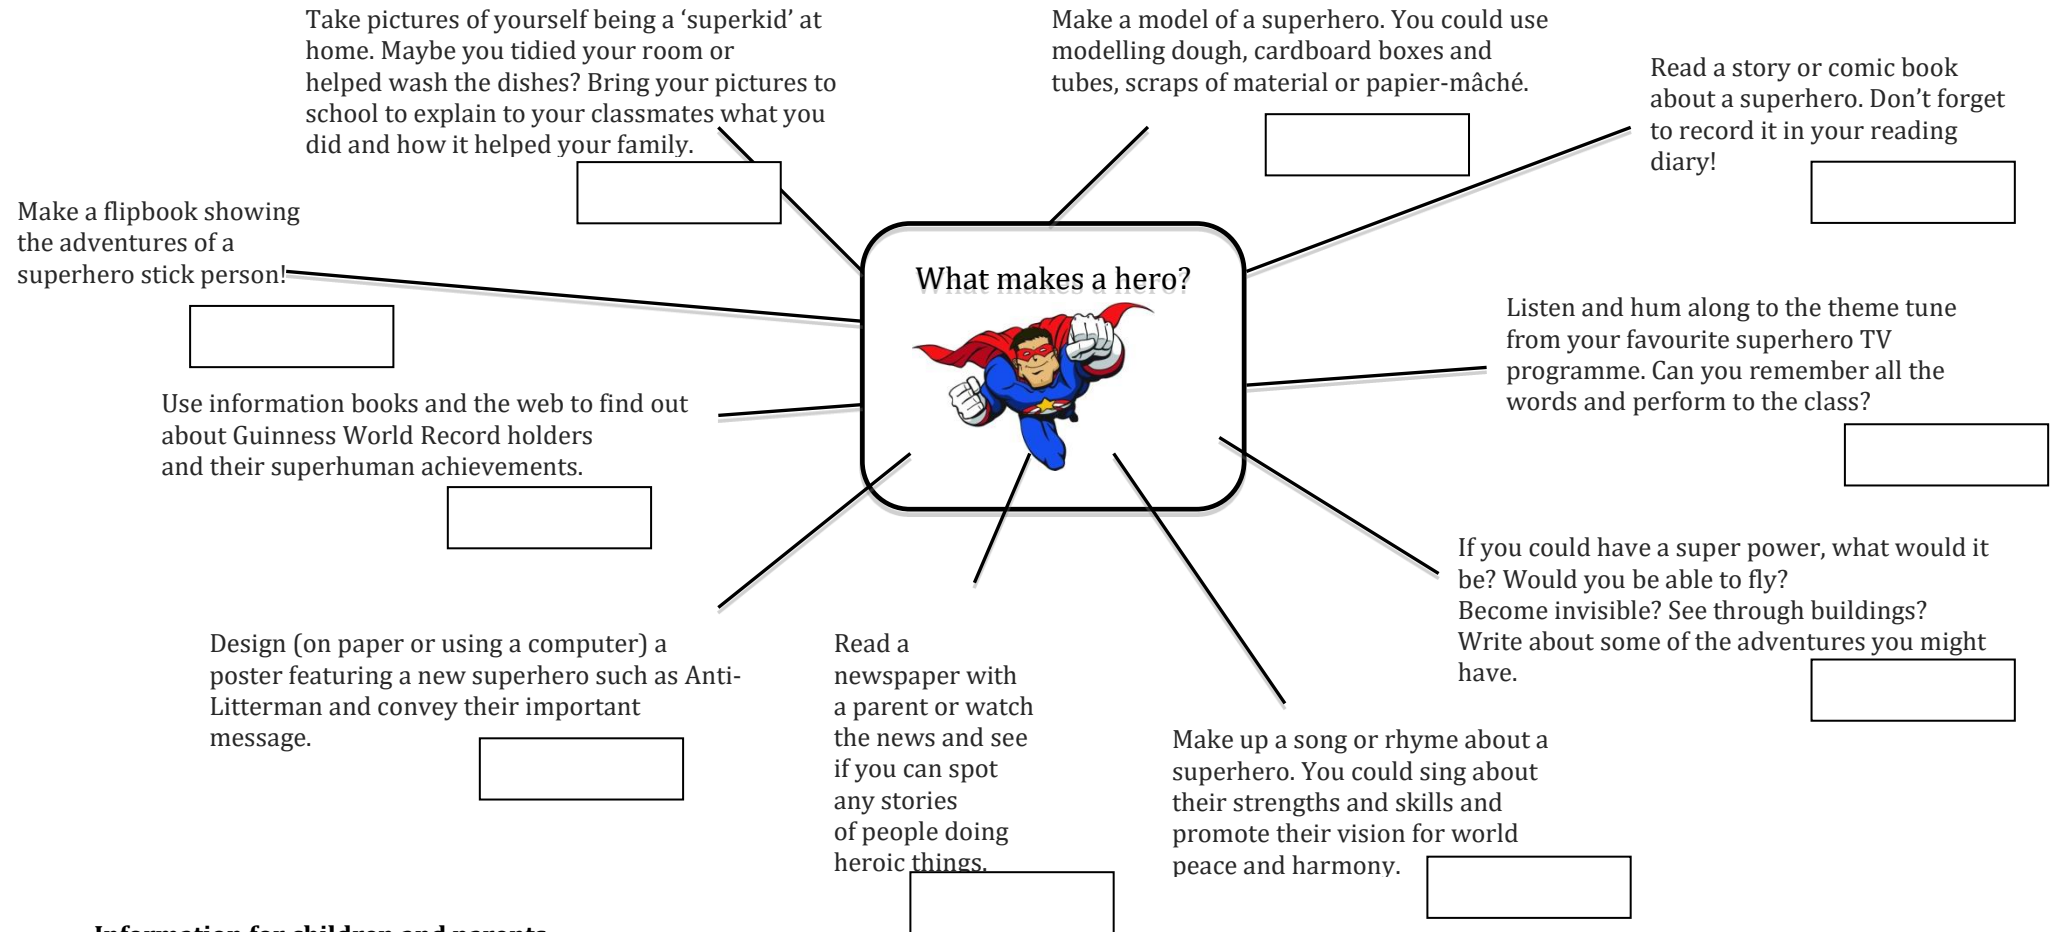 Take pictures of yourself being a ‘superkid’ at
home. Maybe you tidied your room or
helped wash the dishes? Bring your pictures to
school to explain to your classmates what you
did and how it helped your family.
Make a model of a superhero. You could use
modelling dough, cardboard boxes and
tubes, scraps of material or papier-mâché.
Read a story or comic book
about a superhero. Don’t forget
to record it in your reading
diary!
Make a flipbook showing
the adventures of a
superhero stick person!
What makes a hero?
Listen and hum along to the theme tune
from your favourite superhero TV
programme. Can you remember all the
words and perform to the class?
Use information books and the web to find out
about Guinness World Record holders
and their superhuman achievements.
If you could have a super power, what would it
be? Would you be able to fly?
Become invisible? See through buildings?
Write about some of the adventures you might
have.
Design (on paper or using a computer) a
poster featuring a new superhero such as Anti-
Litterman and convey their important
message.
Read a
newspaper with
a parent or watch
the news and see
if you can spot
any stories
of people doing
heroic things.
Make up a song or rhyme about a
superhero. You could sing about
their strengths and skills and
promote their vision for world
peace and harmony.
Information for children and parents